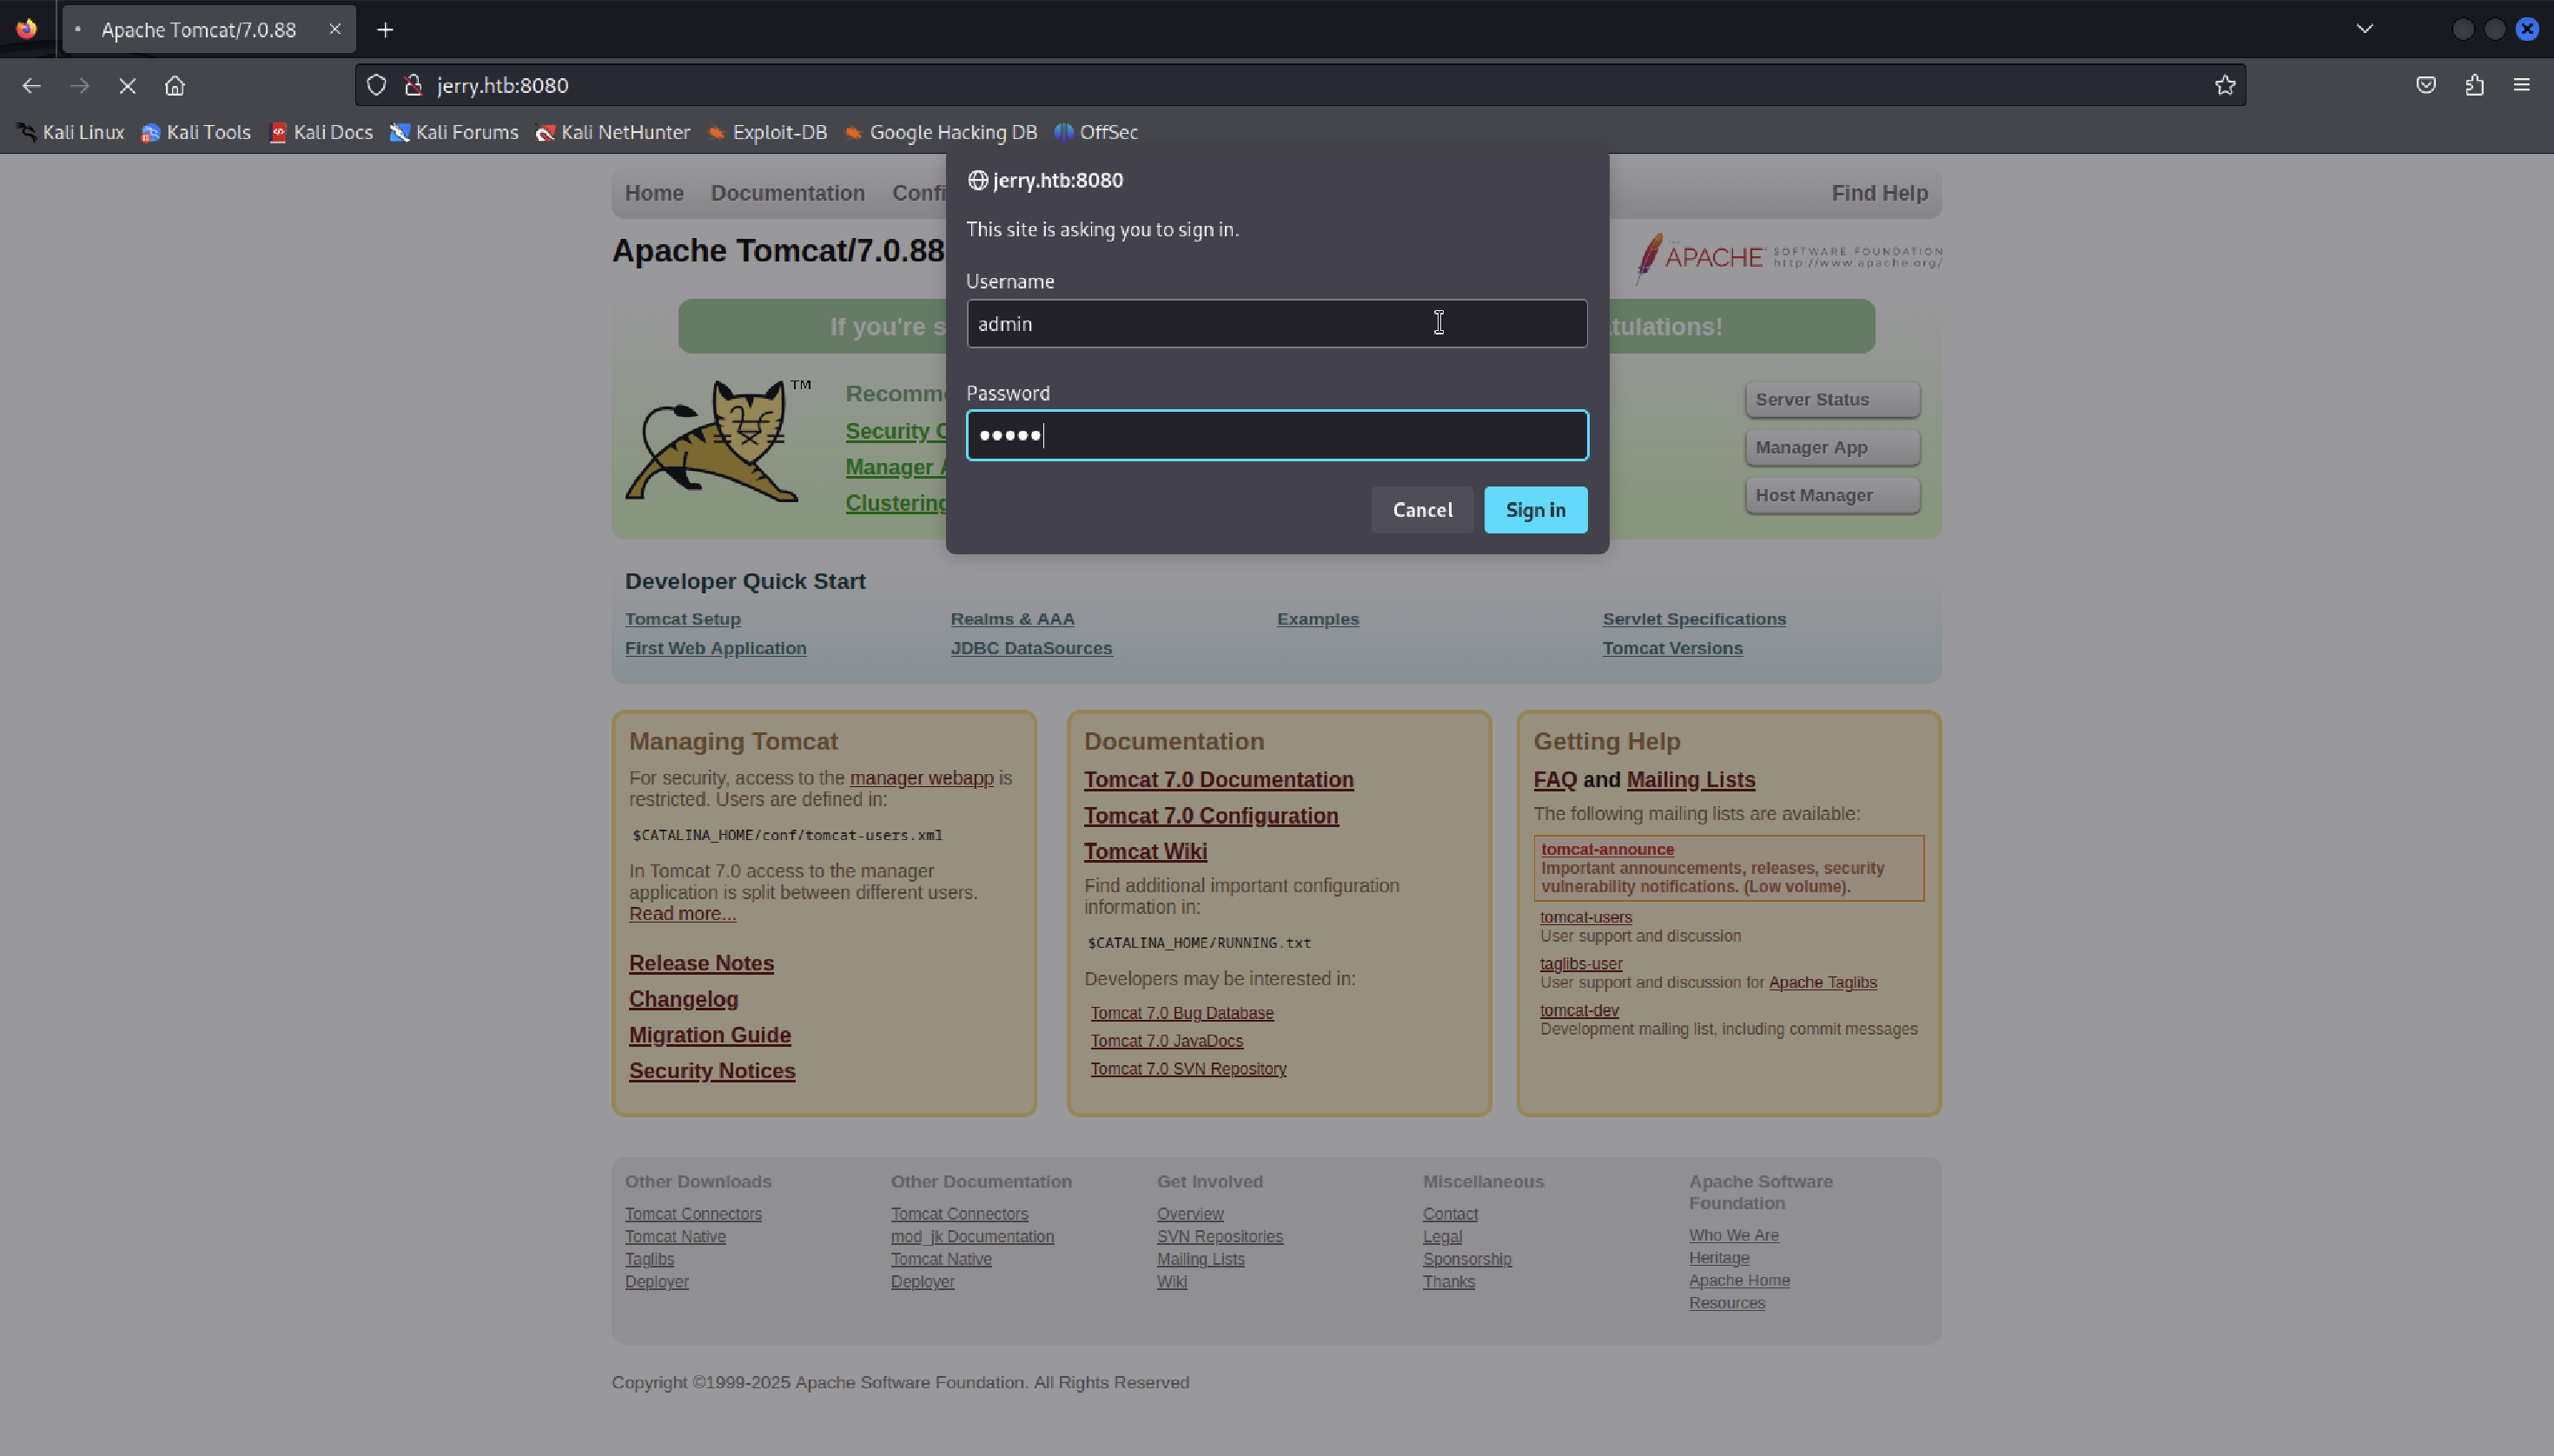 Apache Tomcat/7.0.88
jerry.htb:8080
Kali Linux Kali Tools Kali Docs Kali Forums Kali NetHunter Exploit-DB Google Hacking DB OffSec
jerry.htb:8080
This site is asking you to sign in.
Username
admin
Password
•••••
Cancel Sign in
Home Documentation Confi Find Help
Apache Tomcat/7.0.88
THE APACHE SOFTWARE FOUNDATION
http://www.apache.org/
If you're s tulations!
TM
Recomm
Security C
Manager A
Clustering
Server Status
Manager App
Host Manager
Developer Quick Start
Tomcat Setup Realms & AAA Examples Servlet Specifications
First Web Application JDBC DataSources Tomcat Versions
Managing Tomcat
For security, access to the manager webapp is
restricted. Users are defined in:
$CATALINA_HOME/conf/tomcat-users.xml
In Tomcat 7.0 access to the manager
application is split between different users.
Read more...
Release Notes
Changelog
Migration Guide
Security Notices
Documentation
Tomcat 7.0 Documentation
Tomcat 7.0 Configuration
Tomcat Wiki
Find additional important configuration
information in:
$CATALINA_HOME/RUNNING.txt
Developers may be interested in:
Tomcat 7.0 Bug Database
Tomcat 7.0 JavaDocs
Tomcat 7.0 SVN Repository
Getting Help
FAQ and Mailing Lists
The following mailing lists are available:
tomcat-announce
Important announcements, releases, security
vulnerability notifications. (Low volume).
tomcat-users
User support and discussion
taglibs-user
User support and discussion for Apache Taglibs
tomcat-dev
Development mailing list, including commit messages
Other Downloads
Tomcat Connectors
Tomcat Native
Taglibs
Deployer
Other Documentation
Tomcat Connectors
mod_jk Documentation
Tomcat Native
Deployer
Get Involved
Overview
SVN Repositories
Mailing Lists
Wiki
Miscellaneous
Contact
Legal
Sponsorship
Thanks
Apache Software
Foundation
Who We Are
Heritage
Apache Home
Resources
Copyright ©1999-2025 Apache Software Foundation. All Rights Reserved